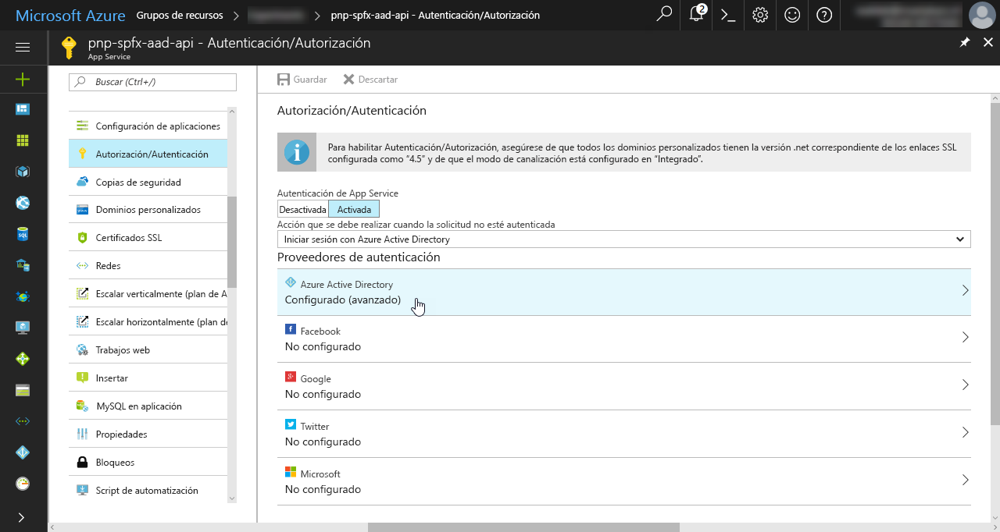 Microsoft Azure Grupos de recursos > > pnp-spfx-aad-api - Autenticación/Autorización
2
pnp-spfx-aad-api - Autenticación/Autorización
App Service
Buscar (Ctrl+/)
Configuración de aplicaciones
Autorización/Autenticación
Copias de seguridad
Dominios personalizados
Certificados SSL
Redes
Escalar verticalmente (plan de A
Escalar horizontalmente (plan de
Trabajos web
Insertar
MySQL en aplicación
Propiedades
Bloqueos
Script de automatización
Guardar Descartar
Autorización/Autenticación
Para habilitar Autenticación/Autorización, asegúrese de que todos los dominios personalizados tienen la versión .net correspondiente de los enlaces SSL
configurada como “4.5” y de que el modo de canalización está configurado en “Integrado”.
Autenticación de App Service
Desactivada Activada
Acción que se debe realizar cuando la solicitud no esté autenticada
Iniciar sesión con Azure Active Directory
Proveedores de autenticación
Azure Active Directory
Configurado (avanzado)
Facebook
No configurado
Google
No configurado
Twitter
No configurado
Microsoft
No configurado